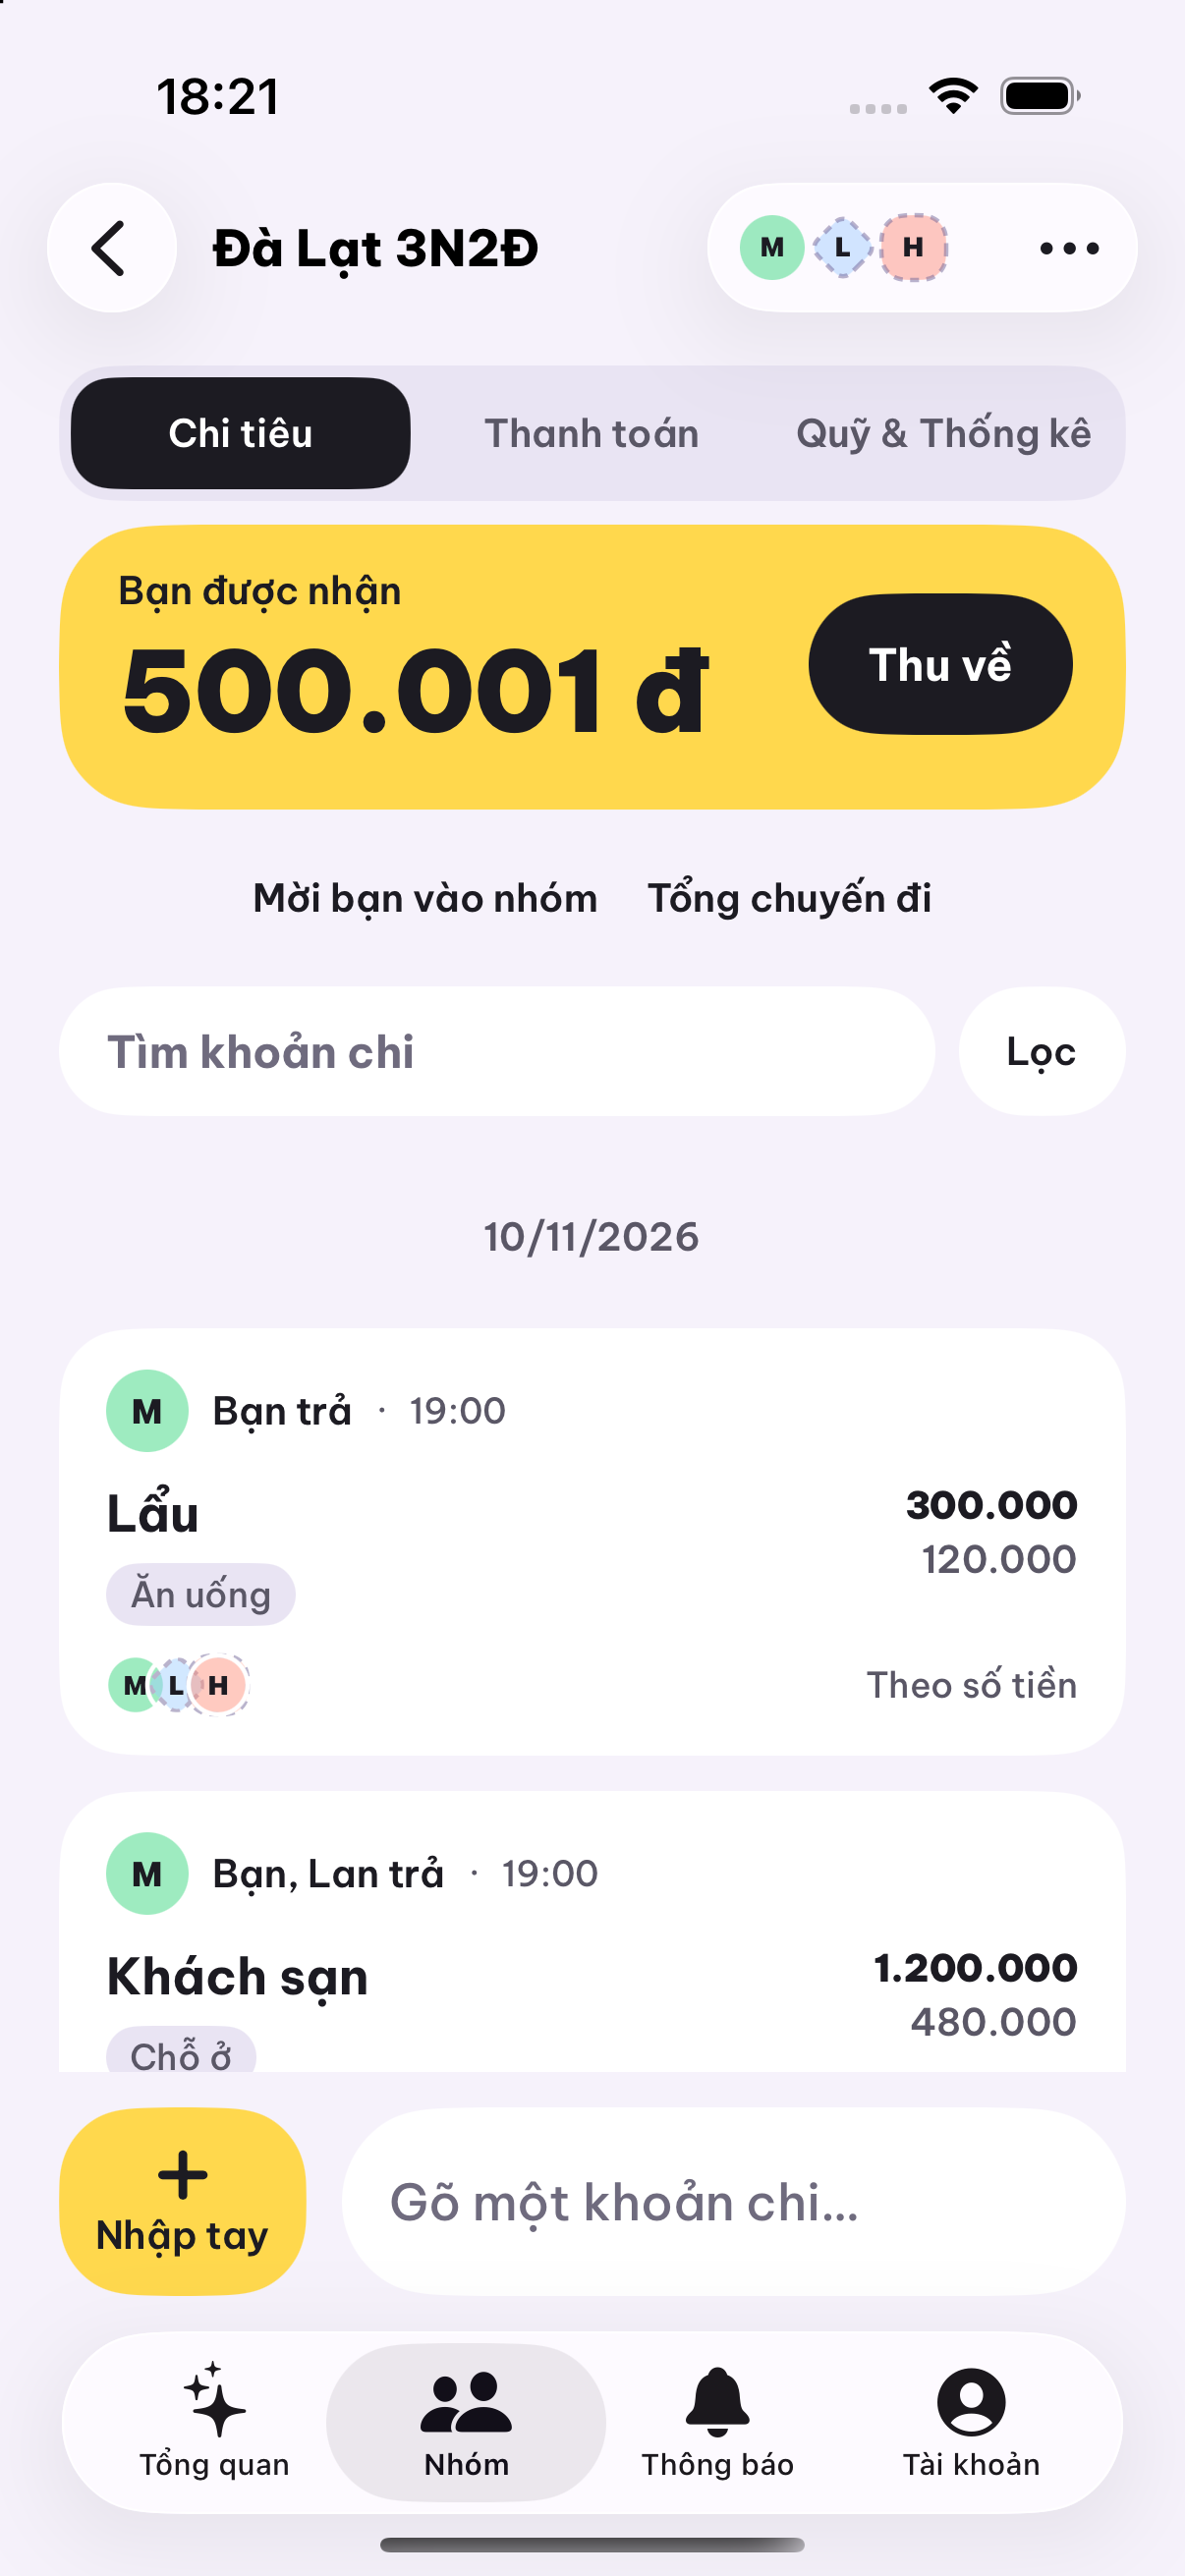 18:21
Đà Lạt 3N2Đ
M L H
Chi tiêu
Thanh toán
Quỹ & Thống kê
Bạn được nhận
500.001 đ
Thu về
Mời bạn vào nhóm
Tổng chuyến đi
Tìm khoản chi
Lọc
10/11/2026
M
Bạn trả · 19:00
Lẩu
300.000
120.000
Ăn uống
M L H
Theo số tiền
M
Bạn, Lan trả · 19:00
Khách sạn
1.200.000
480.000
Chỗ ở
Nhập tay
Gõ một khoản chi...
Tổng quan
Nhóm
Thông báo
Tài khoản